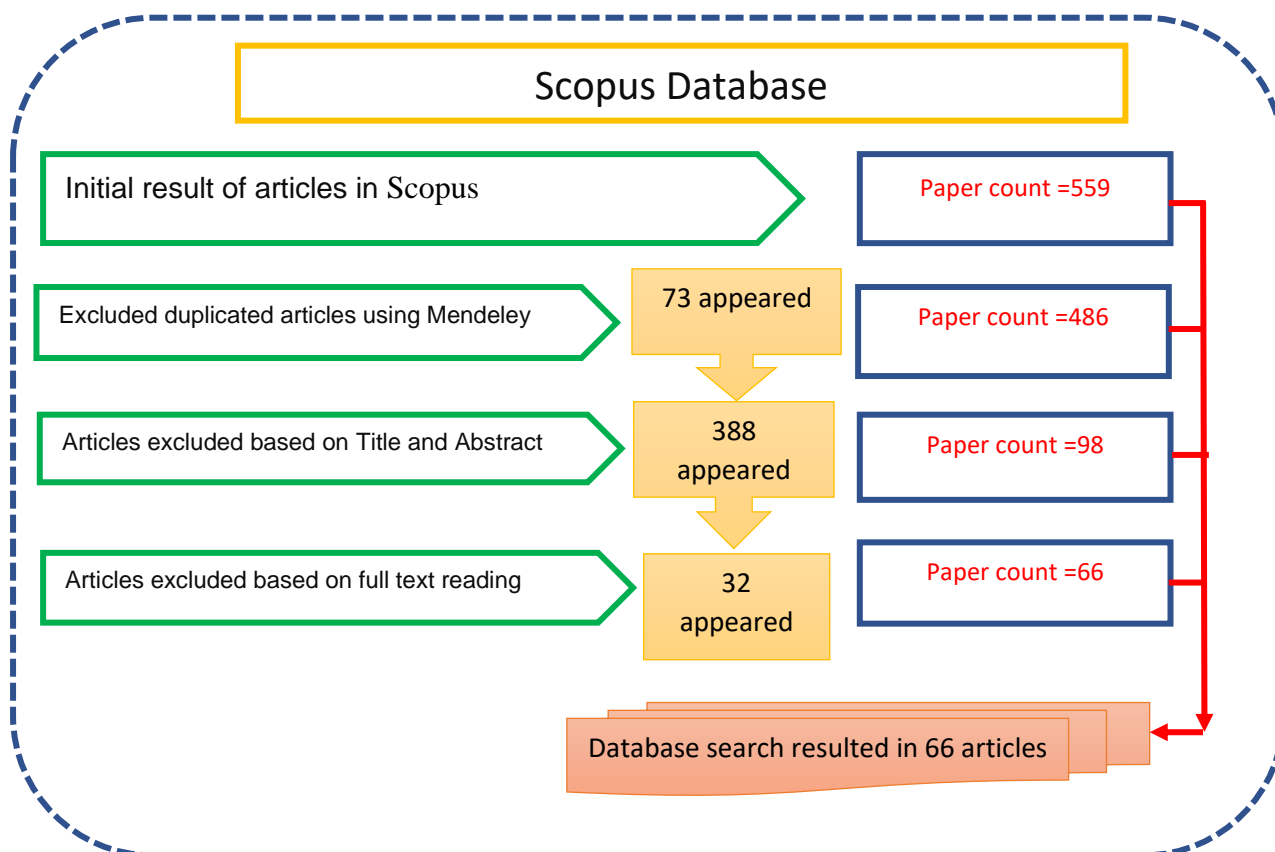 Scopus Database
Initial result of articles in Scopus
Paper count =559
Excluded duplicated articles using Mendeley
73 appeared
Paper count =486
Articles excluded based on Title and Abstract
388
appeared
Paper count =98
Articles excluded based on full text reading
32
appeared
Paper count =66
Database search resulted in 66 articles